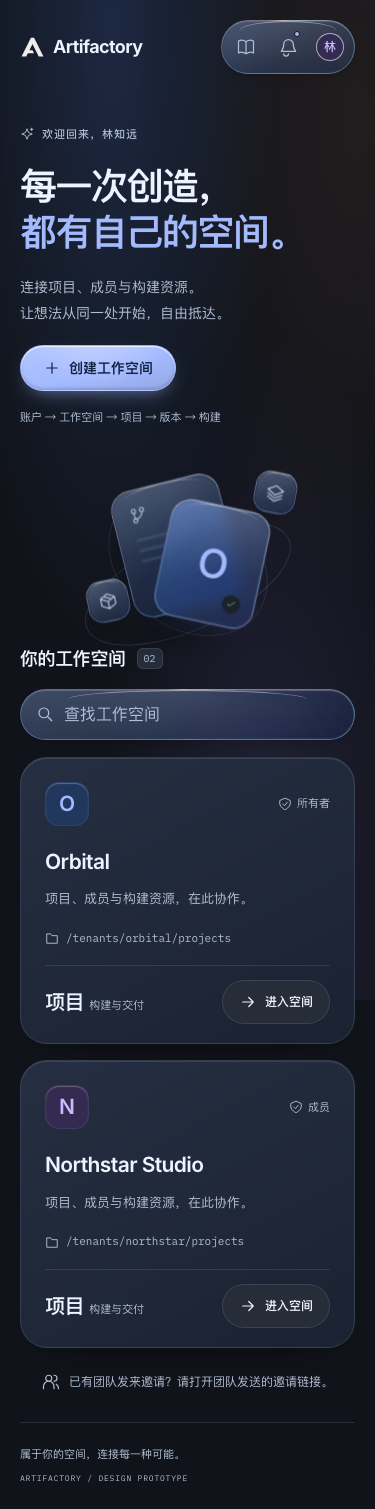 Artifactory
林
欢迎回来，林知远
每一次创造，
都有自己的空间。
连接项目、成员与构建资源。
让想法从同一处开始，自由抵达。
创建工作空间
账户 → 工作空间 → 项目 → 版本 → 构建
O
你的工作空间 02
查找工作空间
O 所有者
Orbital
项目、成员与构建资源，在此协作。
/tenants/orbital/projects
项目 构建与交付 → 进入空间
N 成员
Northstar Studio
项目、成员与构建资源，在此协作。
/tenants/northstar/projects
项目 构建与交付 → 进入空间
已有团队发来邀请？请打开团队发送的邀请链接。
属于你的空间，连接每一种可能。
ARTIFACTORY / DESIGN PROTOTYPE